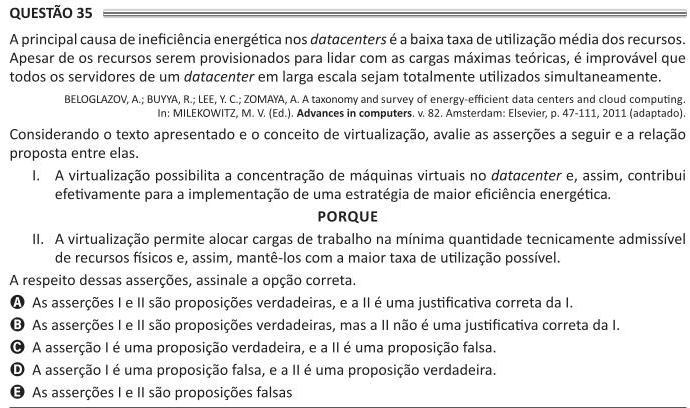 QUESTÃO 35
A principal causa de ineficiência energética nos datacenters é a baixa taxa de utilização média dos recursos.
Apesar de os recursos serem provisionados para lidar com as cargas máximas teóricas, é improvável que
todos os servidores de um datacenter em larga escala sejam totalmente utilizados simultaneamente.
BELOGLAZOV, A.; BUYYA, R.; LEE, Y. C.; ZOMAYA, A. A taxonomy and survey of energy-efficient data centers and cloud computing.
In: MILEKOWITZ, M. V. (Ed.). Advances in computers. v. 82. Amsterdam: Elsevier, p. 47-111, 2011 (adaptado).
Considerando o texto apresentado e o conceito de virtualização, avalie as asserções a seguir e a relação
proposta entre elas.
I. A virtualização possibilita a concentração de máquinas virtuais no datacenter e, assim, contribui
efetivamente para a implementação de uma estratégia de maior eficiência energética.
PORQUE
II. A virtualização permite alocar cargas de trabalho na mínima quantidade tecnicamente admissível
de recursos físicos e, assim, mantê-los com a maior taxa de utilização possível.
A respeito dessas asserções, assinale a opção correta.
A As asserções I e II são proposições verdadeiras, e a II é uma justificativa correta da I.
B As asserções I e II são proposições verdadeiras, mas a II não é uma justificativa correta da I.
C A asserção I é uma proposição verdadeira, e a II é uma proposição falsa.
D A asserção I é uma proposição falsa, e a II é uma proposição verdadeira.
E As asserções I e II são proposições falsas